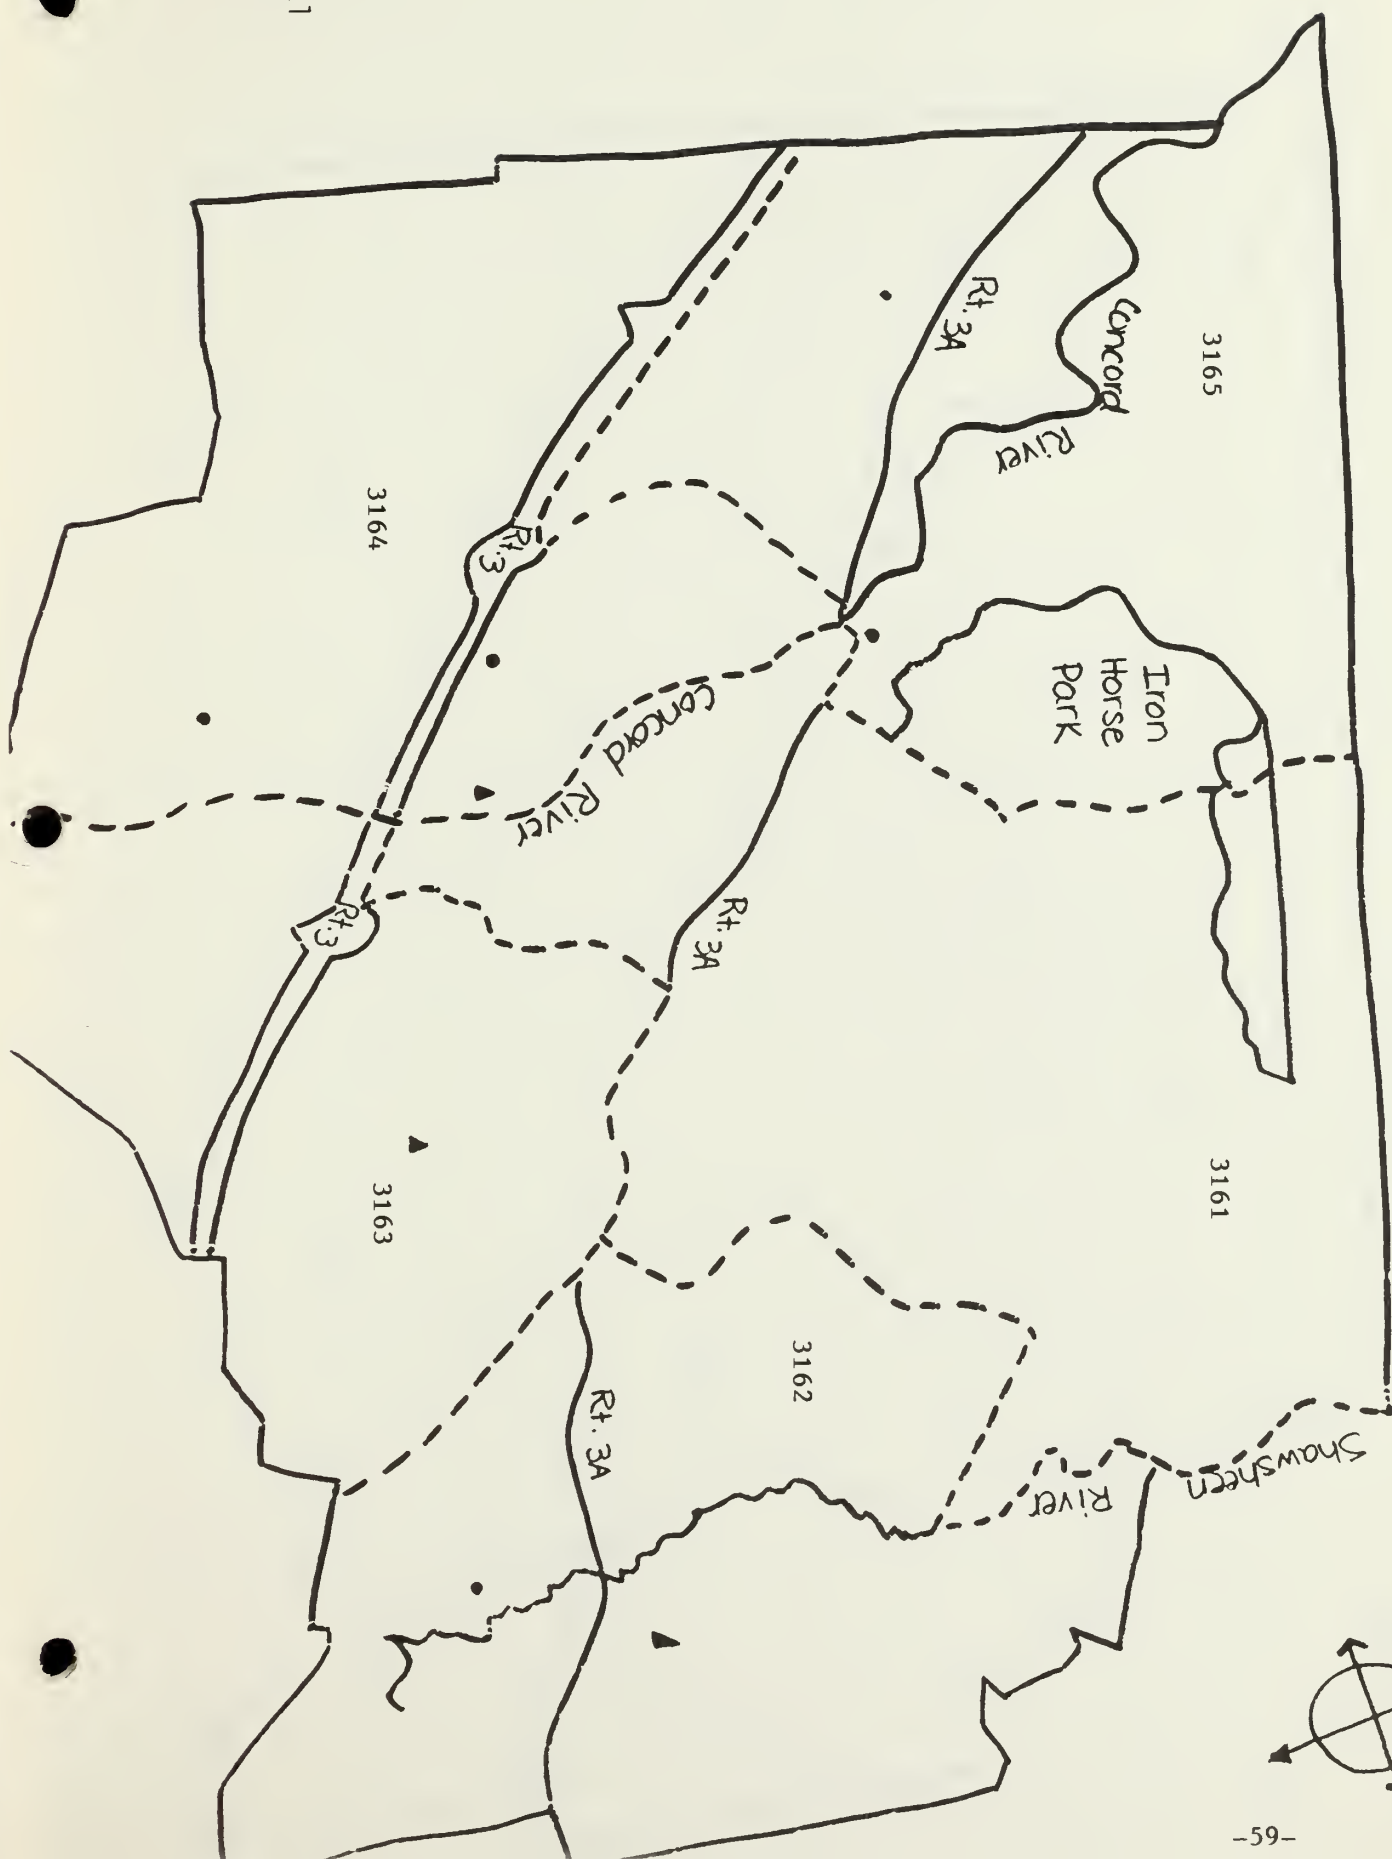 3165
Concord
River
Rt. 3A
3164
Rt. 3
Iron
Horse
Park
Concord
River
Rt. 3A
Rt. 3
3161
3163
3162
Rt. 3A
Shawsheen
River
-59-